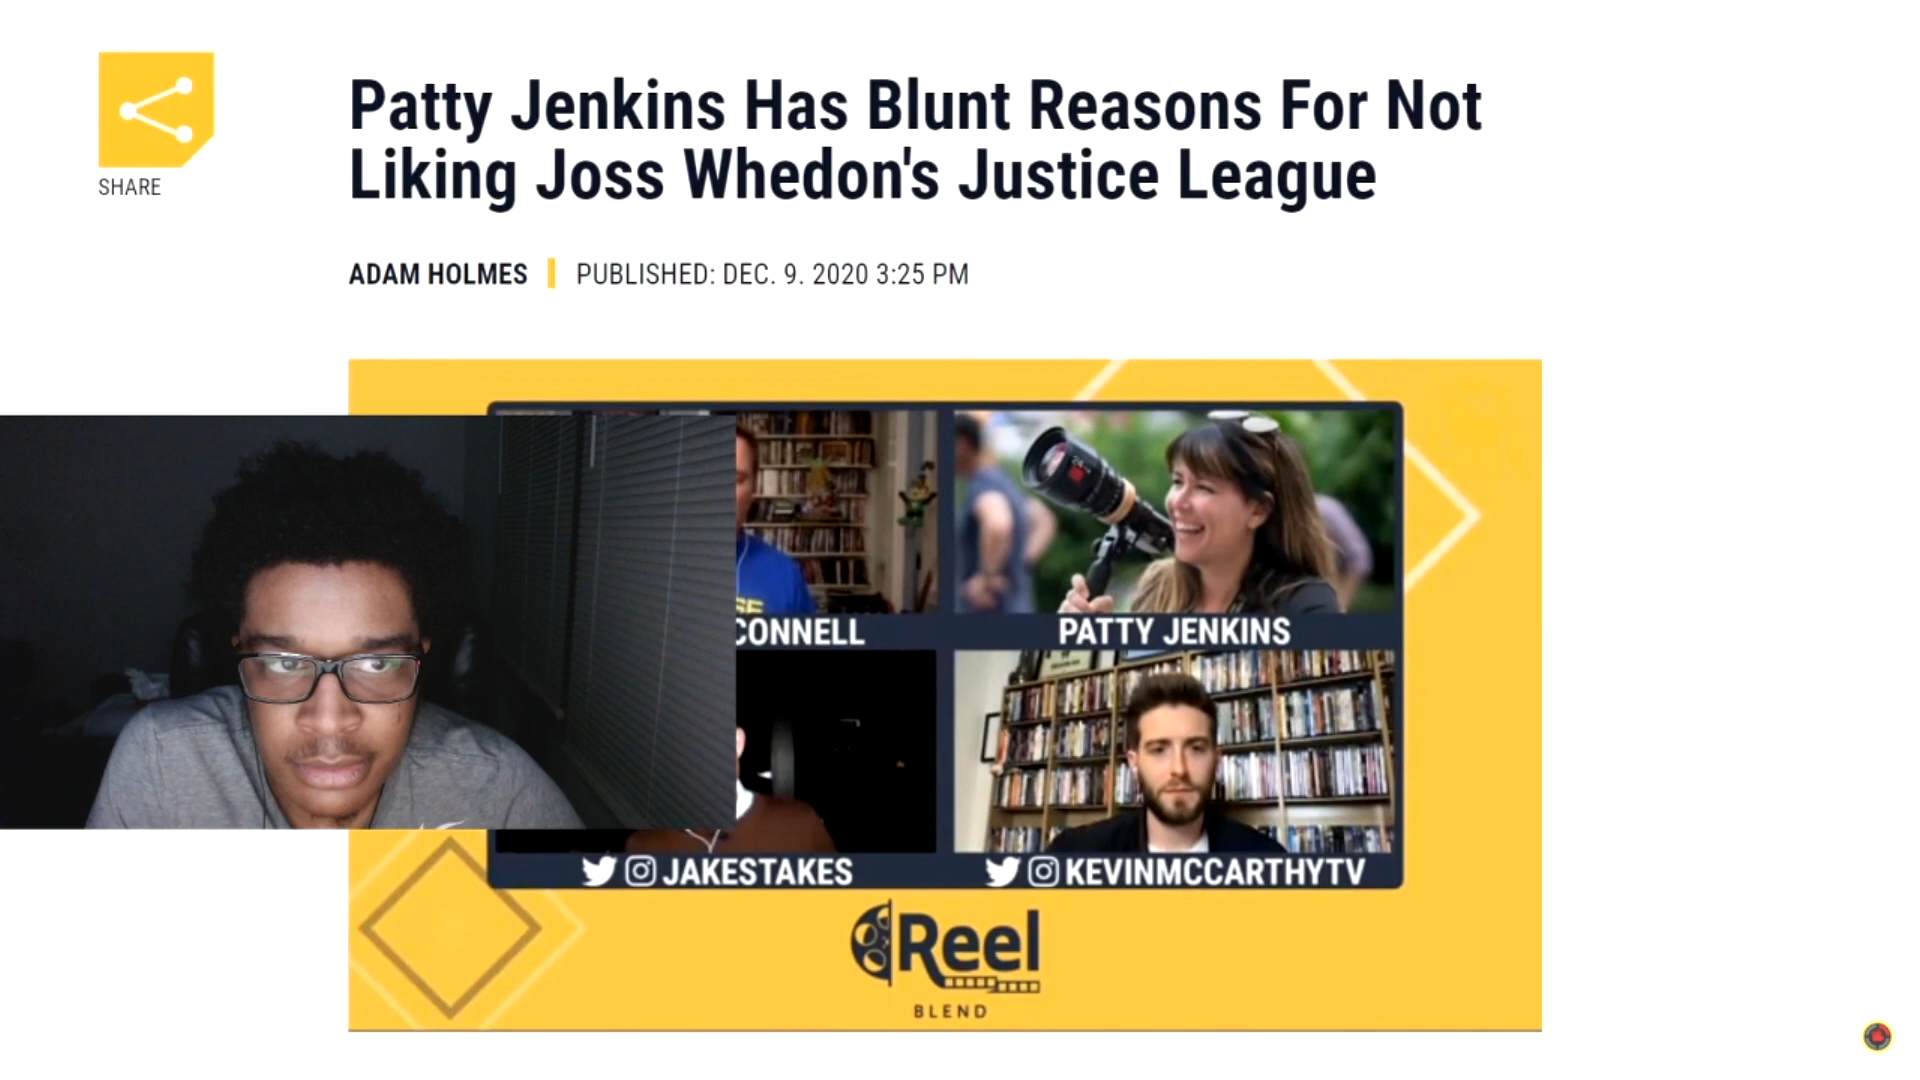 Patty Jenkins Has Blunt Reasons For Not
Liking Joss Whedon's Justice League
SHARE
ADAM HOLMES PUBLISHED: DEC. 9. 2020 3:25 PM
CONNELL
PATTY JENKINS
JAKESTAKES
KEVINMCCARTHYTV
Reel
BLEND